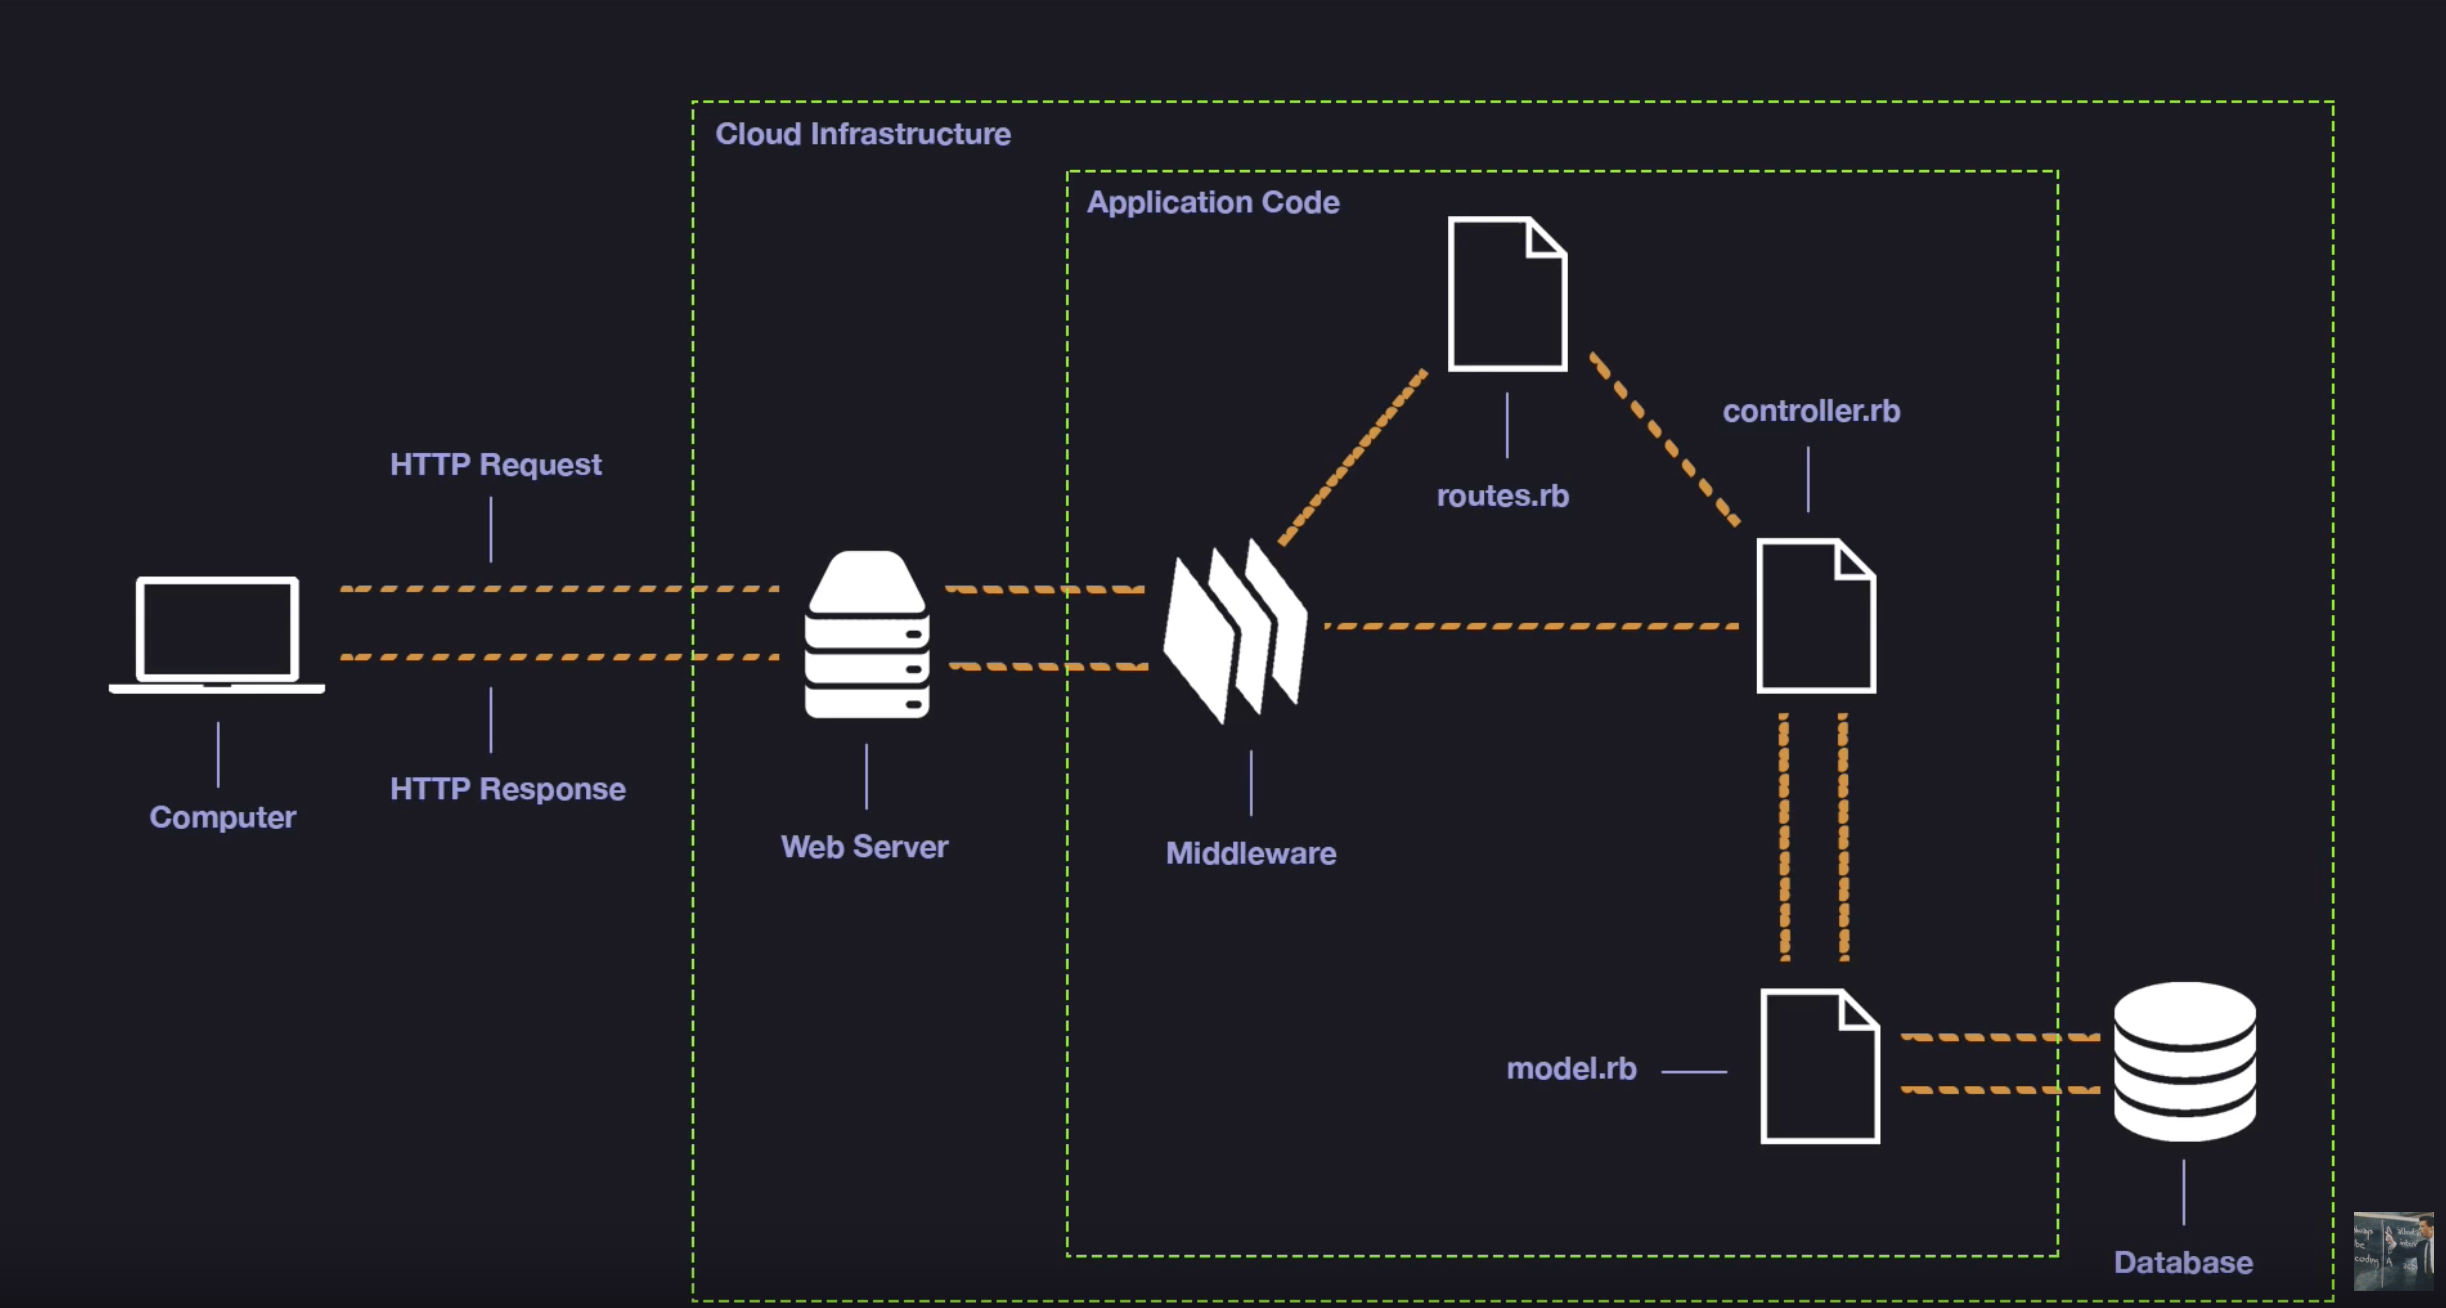 Cloud Infrastructure
Application Code
controller.rb
HTTP Request
routes.rb
HTTP Response
Computer
Web Server
Middleware
model.rb
Database